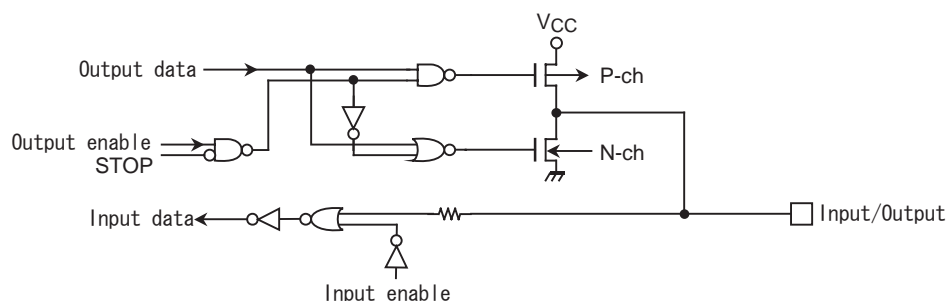 VCC
Output data
P-ch
Output enable
STOP
N-ch
Input data
Input/Output
Input enable